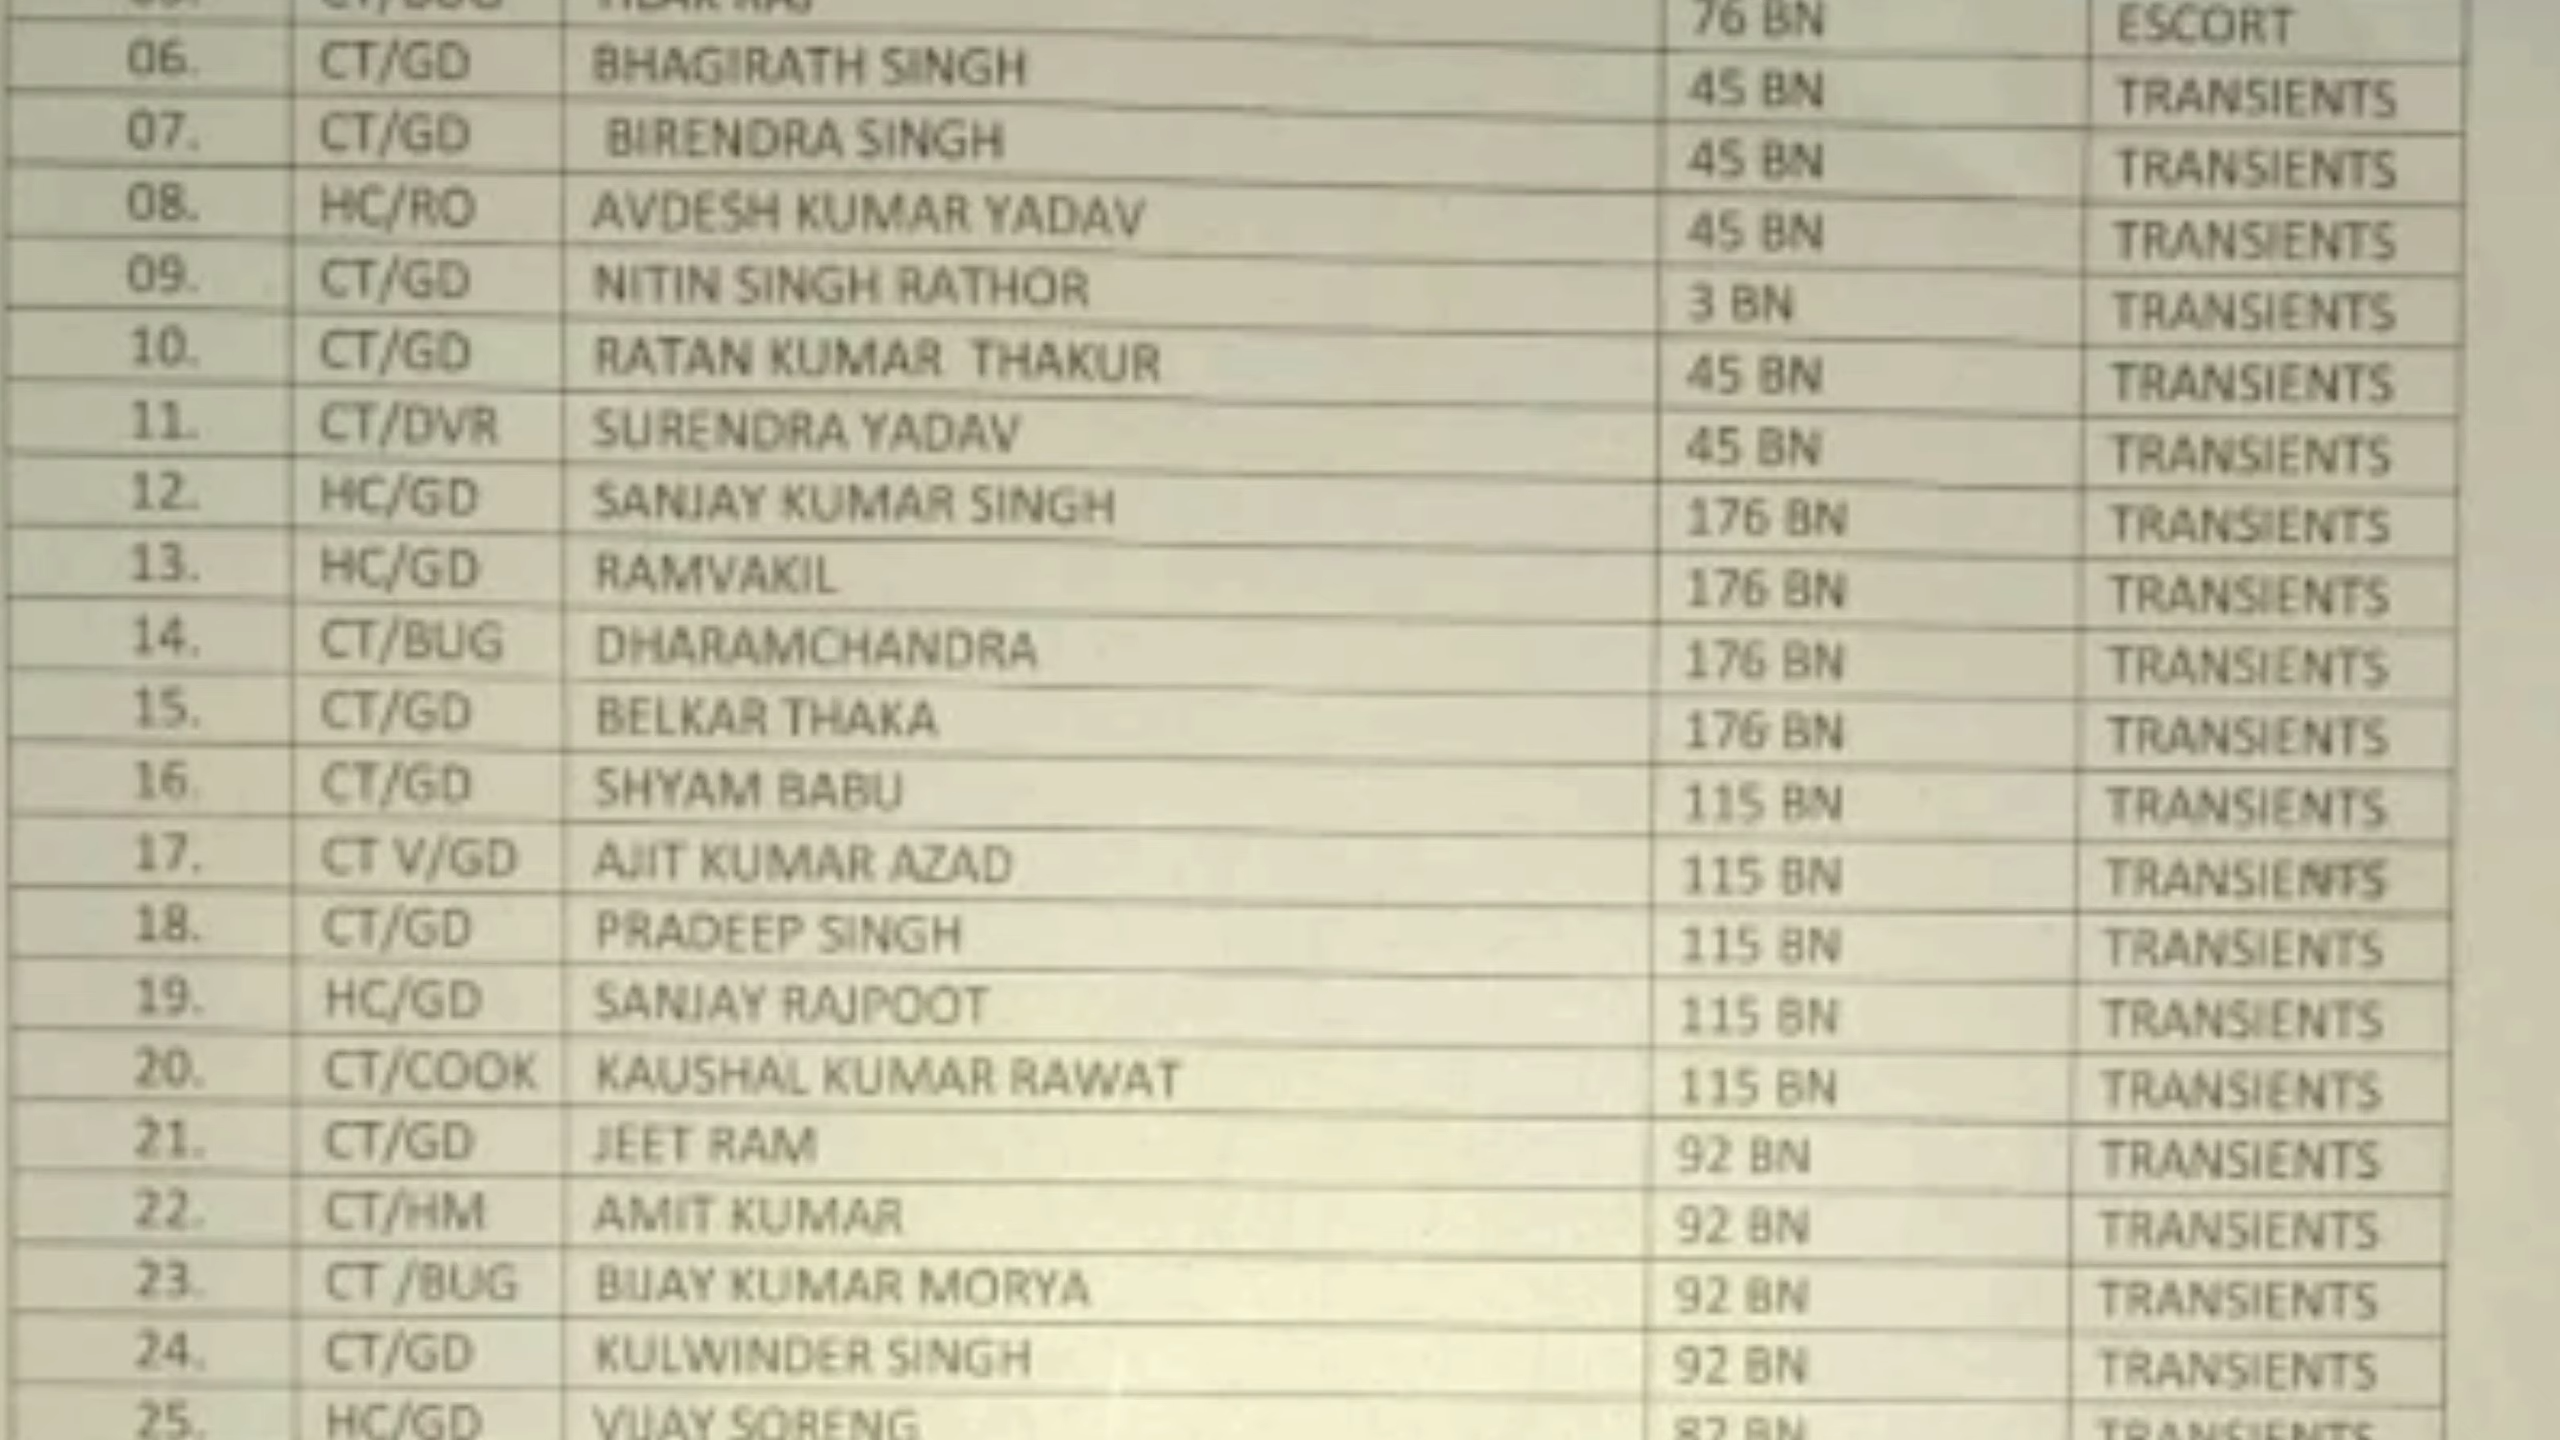 76 BN ESCORT
06. CT/GD BHAGIRATH SINGH 45 BN TRANSIENTS
07. CT/GD BIRENDRA SINGH 45 BN TRANSIENTS
08. HC/RO AVDESH KUMAR YADAV 45 BN TRANSIENTS
09. CT/GD NITIN SINGH RATHOR 3 BN TRANSIENTS
10. CT/GD RATAN KUMAR THAKUR 45 BN TRANSIENTS
11. CT/DVR SURENDRA YADAV 45 BN TRANSIENTS
12. HC/GD SANJAY KUMAR SINGH 176 BN TRANSIENTS
13. HC/GD RAMVAKIL 176 BN TRANSIENTS
14. CT/BUG DHARAMCHANDRA 176 BN TRANSIENTS
15. CT/GD BELKAR THAKA 176 BN TRANSIENTS
16. CT/GD SHYAM BABU 115 BN TRANSIENTS
17. CT V/GD AJIT KUMAR AZAD 115 BN TRANSIENTS
18. CT/GD PRADEEP SINGH 115 BN TRANSIENTS
19. HC/GD SANJAY RAJPOOT 115 BN TRANSIENTS
20. CT/COOK KAUSHAL KUMAR RAWAT 115 BN TRANSIENTS
21. CT/GD JEET RAM 92 BN TRANSIENTS
22. CT/HM AMIT KUMAR 92 BN TRANSIENTS
23. CT /BUG BIJAY KUMAR MORYA 92 BN TRANSIENTS
24. CT/GD KULWINDER SINGH 92 BN TRANSIENTS
25. HC/GD VIJAY SORENG 82 BN TRANSIENTS